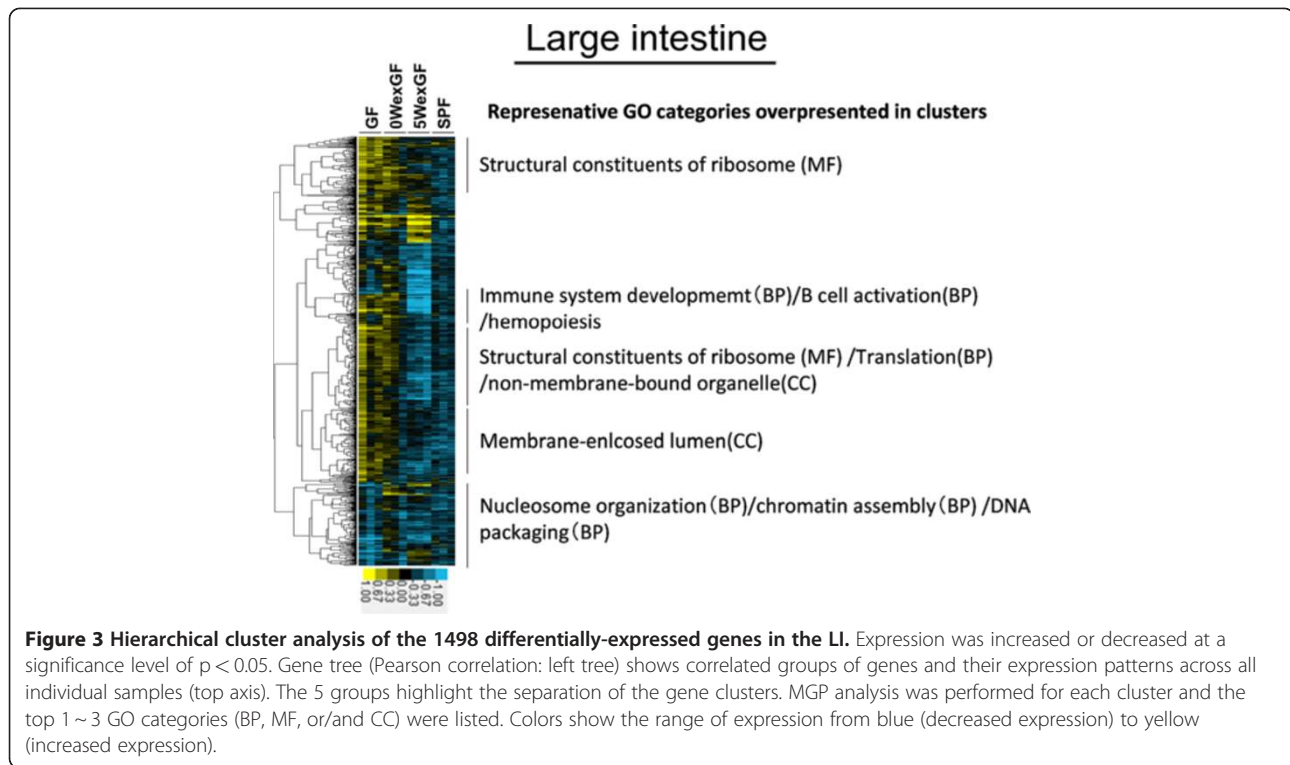 Large intestine
GF
0WexGF
5WexGF
SPF
Represenative GO categories overpresented in clusters
Structural constituents of ribosome (MF)
Immune system developmemt（BP)/B cell activation(BP)
/hemopoiesis
Structural constituents of ribosome (MF) /Translation(BP)
/non-membrane-bound organelle(CC)
Membrane-enlcosed lumen(CC)
Nucleosome organization（BP)/chromatin assembly（BP) /DNA
packaging（BP)
1.00
0.67
0.33
0.00
-0.33
-0.67
-1.00
Figure 3 Hierarchical cluster analysis of the 1498 differentially-expressed genes in the LI. Expression was increased or decreased at a
significance level of p < 0.05. Gene tree (Pearson correlation: left tree) shows correlated groups of genes and their expression patterns across all
individual samples (top axis). The 5 groups highlight the separation of the gene clusters. MGP analysis was performed for each cluster and the
top 1 ~ 3 GO categories (BP, MF, or/and CC) were listed. Colors show the range of expression from blue (decreased expression) to yellow
(increased expression).